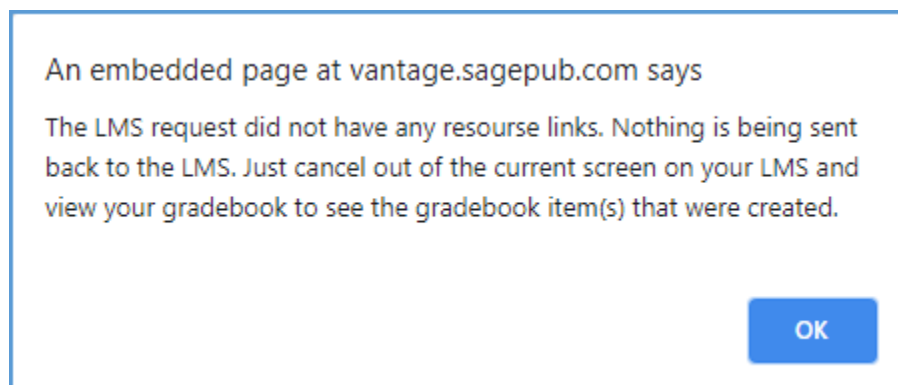 An embedded page at vantage.sagepub.com says
The LMS request did not have any resourse links. Nothing is being sent
back to the LMS. Just cancel out of the current screen on your LMS and
view your gradebook to see the gradebook item(s) that were created.
OK